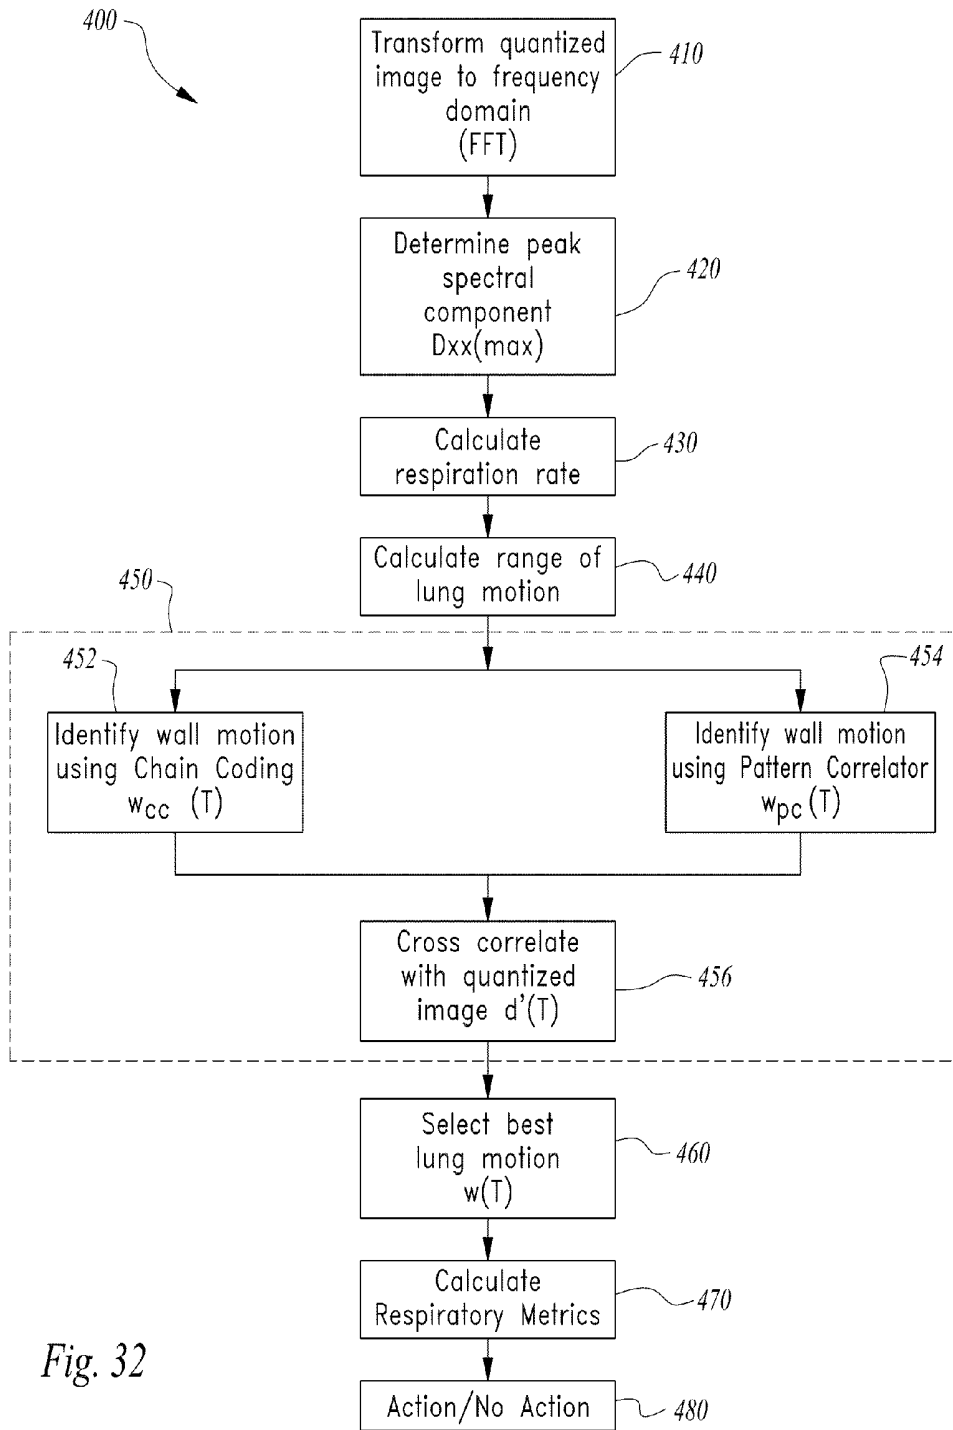 400
Transform quantized
image to frequency
domain
(FFT)
410
Determine peak
spectral
component
Dxx(max)
420
Calculate
respiration rate
430
Calculate range of
lung motion
440
450
452
Identify wall motion
using Chain Coding
wcc (T)
454
Identify wall motion
using Pattern Correlator
wpc (T)
Cross correlate
with quantized
image d'(T)
456
Select best
lung motion
w(T)
460
Calculate
Respiratory Metrics
470
Action/No Action
480
Fig. 32